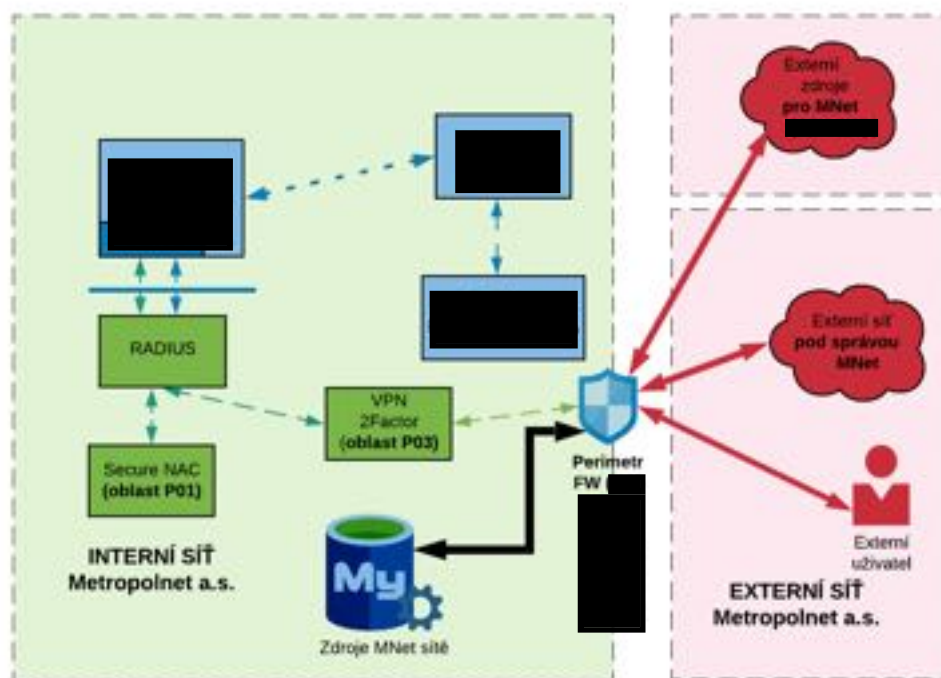 Externí
zdroje
pro MNet
RADIUS
Externí síť
pod správou
MNet
VPN
2Factor
(oblast P03)
Secure NAC
(oblast P01)
Perimetr
FW (
INTERNÍ SÍŤ
Metropolnet a.s.
My
Zdroje MNet sítě
Externí
uživatel
EXTERNÍ SÍŤ
Metropolnet a.s.